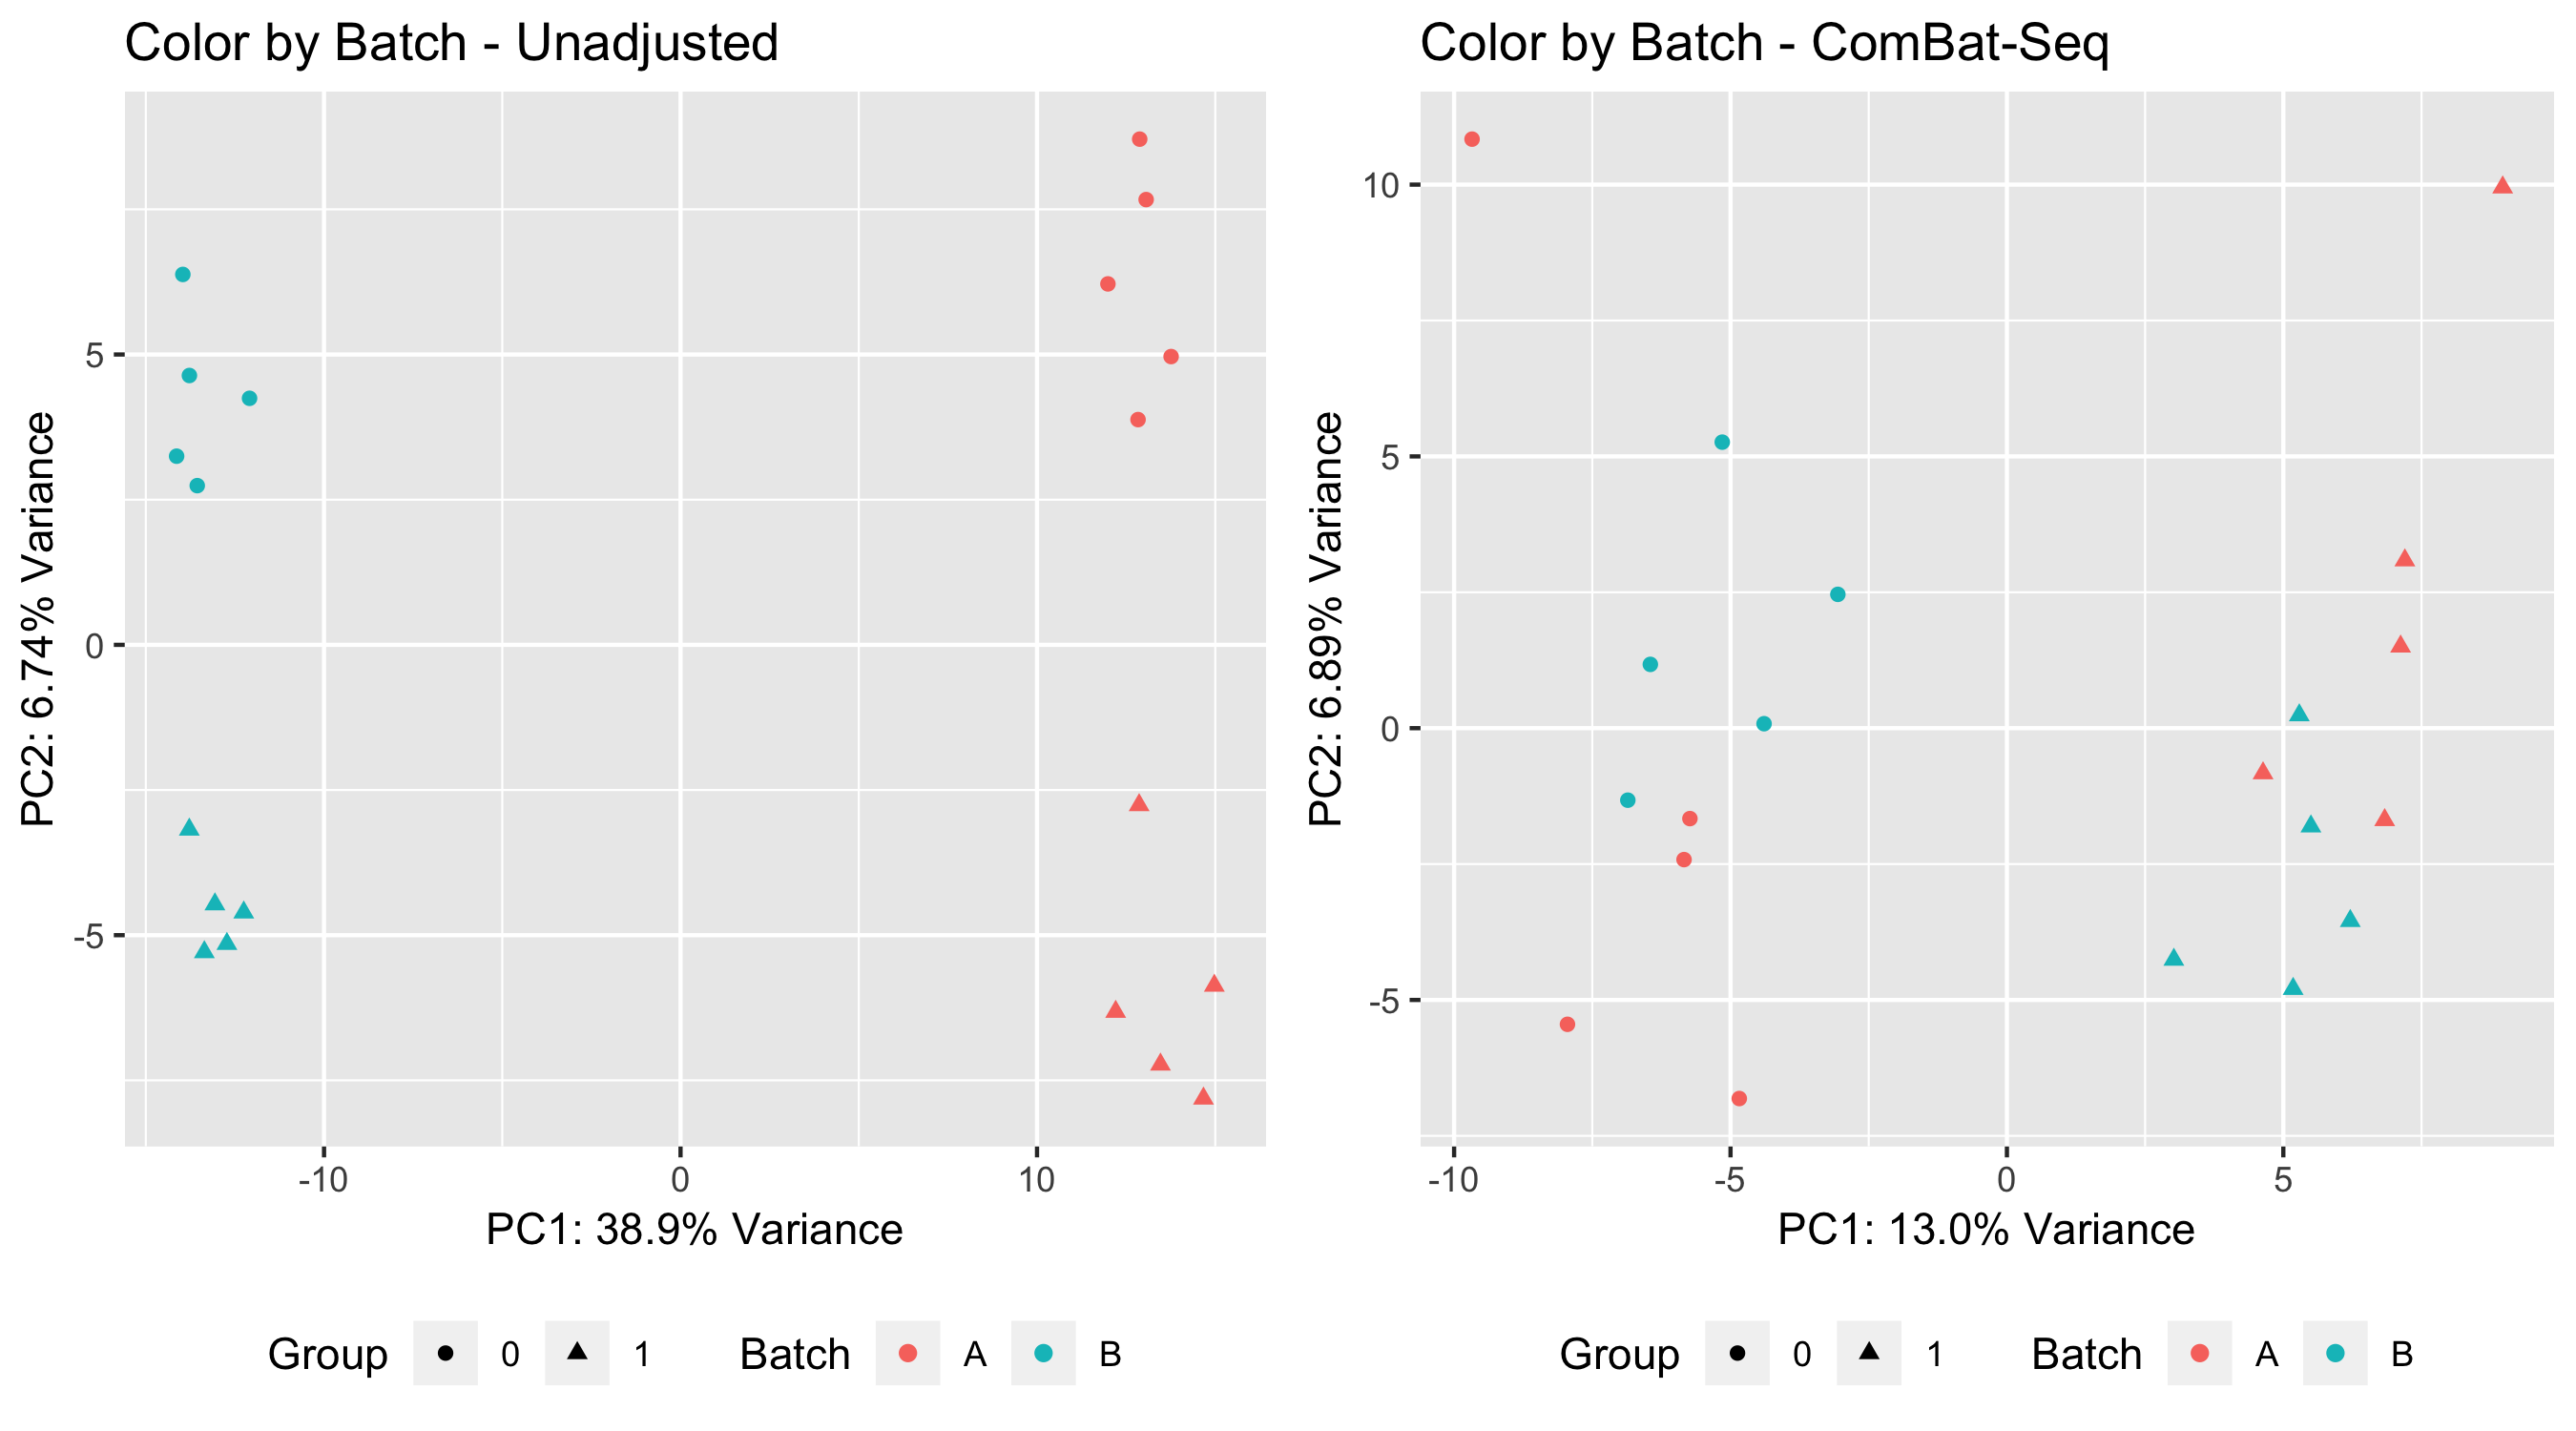 Color by Batch - Unadjusted
PC2: 6.74% Variance
5
0
-5
-10 0 10
PC1: 38.9% Variance
Group 0 1 Batch A B
Color by Batch - ComBat-Seq
PC2: 6.89% Variance
10
5
0
-5
-10 -5 0 5
PC1: 13.0% Variance
Group 0 1 Batch A B